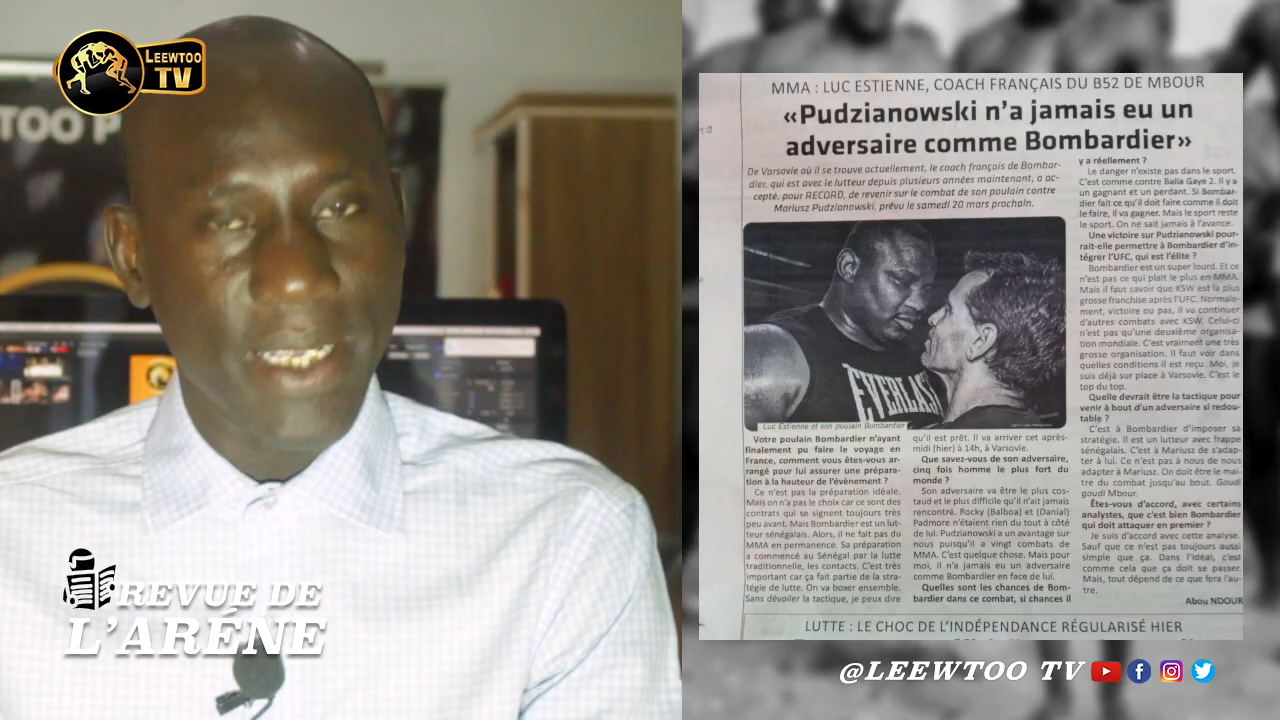 LEEWTOO
TV
TOO P
REVUE DE
L'ARÉNE
MMA : LUC ESTIENNE, COACH FRANÇAIS DU B52 DE MBOUR
«Pudzianowski n'a jamais eu un
adversaire comme Bombardier»
De Varsavie où il se trouve actuellement, le coach français de Bombar-
dier, qui est avec le lutteur depuis plusieurs années maintenant, a ac-
cepté, pour RECORD, de revenir sur le combat de son poulain contre
Mariusz Pudzianowski, prévu le samedi 20 mars prochain.
EVERLAS
Luc Estienne et son poulain Bombardier
Votre poulain Bombardier n'ayant
finalement pu faire le voyage en
France, comment vous êtes-vous ar-
rangé pour lui assurer une prépara-
tion à la hauteur de l'évènement ?
Ce n'est pas la préparation idéale.
Mais on n'a pas le choix car ce sont des
contrats qui se signent toujours très
peu avant. Mais Bombardier est un lut-
teur sénégalais. Alors, il ne fait pas du
MMA en permanence. Sa préparation
a commencé au Sénégal par la lutte
traditionnelle, les contacts. C'est très
important car ça fait partie de la stra-
tégie de lutte. On va boxer ensemble.
Sans dévoiler la tactique, je peux dire
qu'il est prêt. Il va arriver cet après-
midi (hier) à 14h, à Varsovie.
Que savez-vous de son adversaire,
cinq fois homme le plus fort du
monde ?
Son adversaire va être le plus cos-
taud et le plus difficile qu'il n'ait jamais
rencontré. Rocky (Balboa) et (Danial)
Padmore n'étaient rien du tout à côté
de lui. Pudzianowski a un avantage sur
nous puisqu'il a vingt combats de
MMA. C'est quelque chose. Mais pour
moi, il n'a jamais eu un adversaire
comme Bombardier en face de lui.
Quelles sont les chances de Bom-
bardier dans ce combat, si chances il
y a réellement ?
Le danger n'existe pas dans le sport.
C'est comme contre Balla Gaye 2. Il y a
un gagnant et un perdant. Si Bombar-
dier fait ce qu'il doit faire comme il doit
le faire, il va gagner. Mais le sport reste
le sport. On ne sait jamais à l'avance.
Une victoire sur Pudzianowski pour-
rait-elle permettre à Bombardier d'in-
tégrer l'UFC, qui est l'élite ?
Bombardier est un super lourd. Et ce
n'est pas ce qui plaît le plus en MMA.
Mais il faut savoir que KSW est la plus
grosse franchise après l'UFC. Normale-
ment, victoire ou pas, il va continuer
d'autres combats avec KSW. Celui-ci
n'est pas qu'une deuxième organisa-
tion mondiale. C'est vraiment une très
grosse organisation. Il faut voir dans
quelles conditions il est reçu. Moi, je
suis déjà sur place à Varsovie. C'est le
top du top.
Quelle devrait être la tactique pour
venir à bout d'un adversaire si redou-
table ?
C'est à Bombardier d'imposer sa
stratégie. Il est un lutteur avec frappe
sénégalais. C'est à Mariusz de s'adap-
ter à lui. Ce n'est pas à nous de nous
adapter à Mariusz. On doit être le mai-
tre du combat jusqu'au bout. Goudi
goudi Mbour.
Êtes-vous d'accord, avec certains
analystes, que c'est bien Bombardier
qui doit attaquer en premier ?
Je suis d'accord avec cette analyse.
Sauf que ce n'est pas toujours aussi
simple que ça. Dans l'idéal, c'est
comme cela que ça doit se passer.
Mais, tout dépend de ce que fera l'au-
tre.
Abou NDOUR
LUTTE : LE CHOC DE L'INDÉPENDANCE RÉGULARISÉ HIER
@LEEWTOO TV